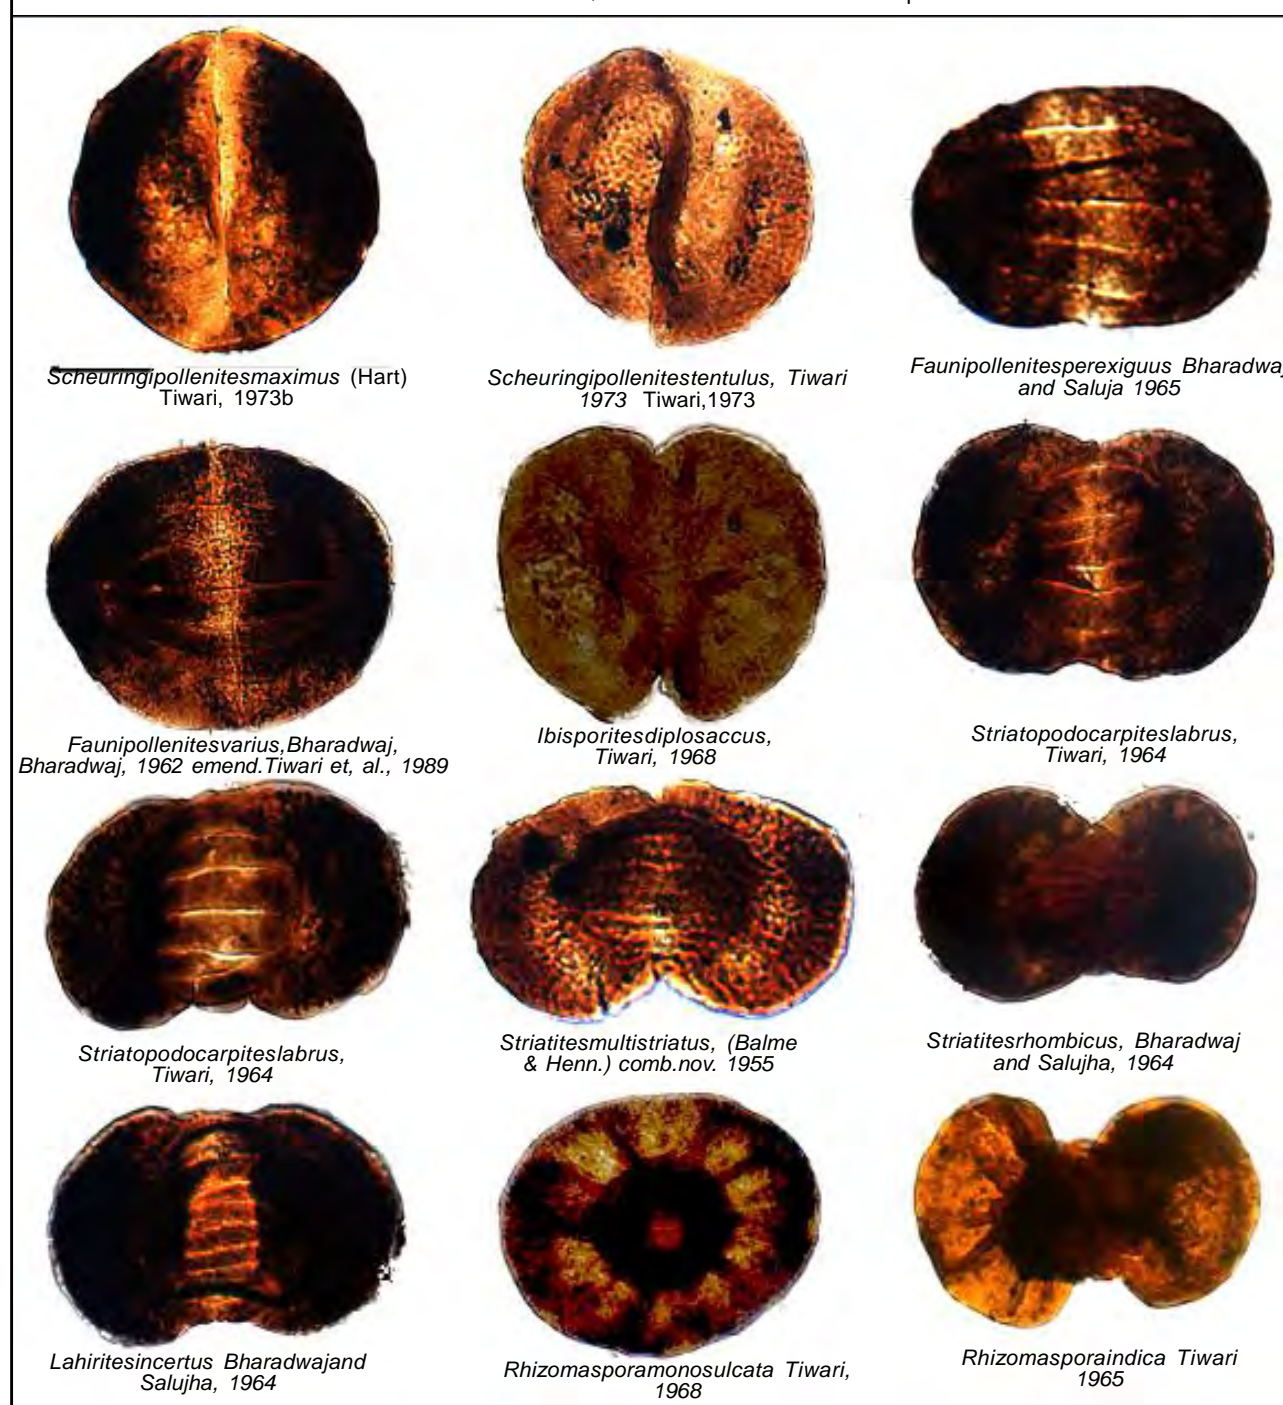 Scheuringipollenitesmaximus (Hart)
Tiwari, 1973b
Scheuringipollenitestentulus, Tiwari
1973 Tiwari,1973
Faunipollenitesperexiguus Bharadwaj
and Saluja 1965
Faunipollenitesvarius,Bharadwaj,
Bharadwaj, 1962 emend.Tiwari et, al., 1989
Ibisporitesdiplosaccus,
Tiwari, 1968
Striatopodocarpiteslabrus,
Tiwari, 1964
Striatopodocarpiteslabrus,
Tiwari, 1964
Striatitesmultistriatus, (Balme
& Henn.) comb.nov. 1955
Striatitesrhombicus, Bharadwaj
and Salujha, 1964
Lahiritesincertus Bharadwajand
Salujha, 1964
Rhizomasporamonosulcata Tiwari,
1968
Rhizomasporaindica Tiwari
1965